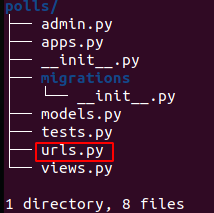 polls/
├── admin.py
├── apps.py
├── __init__.py
├── migrations
│   └── __init__.py
├── models.py
├── tests.py
├── urls.py
└── views.py
1 directory, 8 files